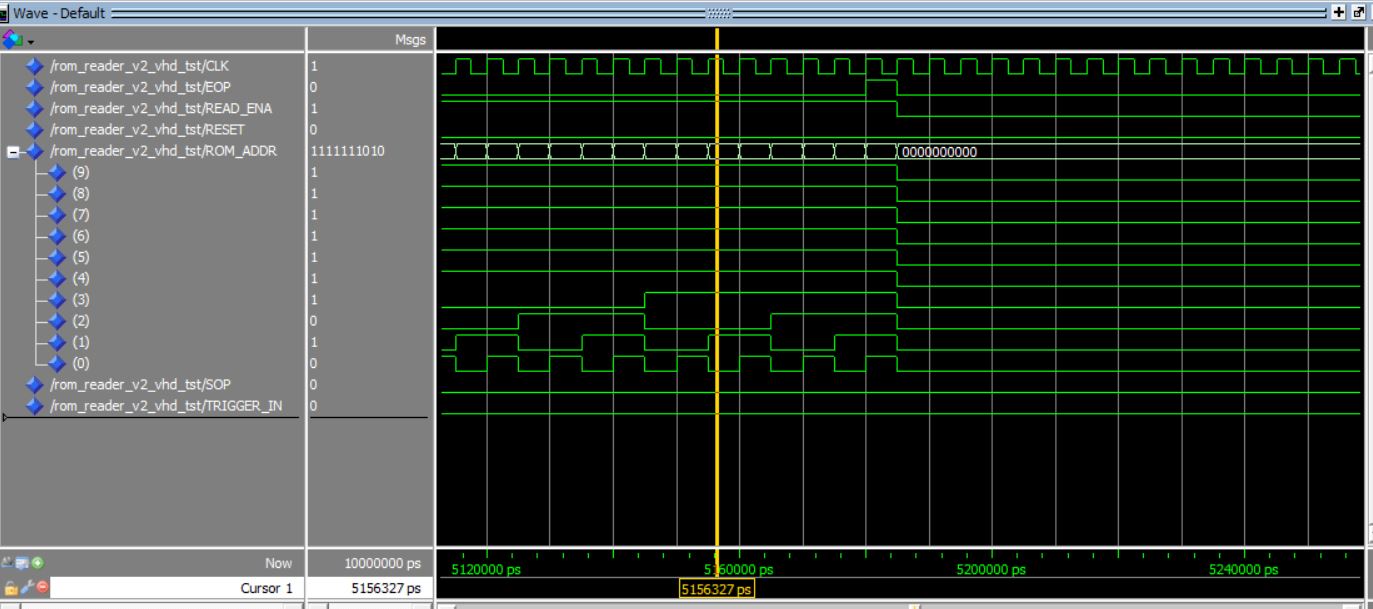 Wave - Default
Msgs
/rom_reader_v2_vhd_tst/CLK 1
/rom_reader_v2_vhd_tst/EOP 0
/rom_reader_v2_vhd_tst/READ_ENA 1
/rom_reader_v2_vhd_tst/RESET 0
/rom_reader_v2_vhd_tst/ROM_ADDR 1111111010 0000000000
(9) 1
(8) 1
(7) 1
(6) 1
(5) 1
(4) 1
(3) 1
(2) 0
(1) 1
(0) 0
/rom_reader_v2_vhd_tst/SOP 0
/rom_reader_v2_vhd_tst/TRIGGER_IN 0
Now 10000000 ps 5120000 ps 5160000 ps 5200000 ps 5240000 ps
Cursor 1 5156327 ps 5156327 ps